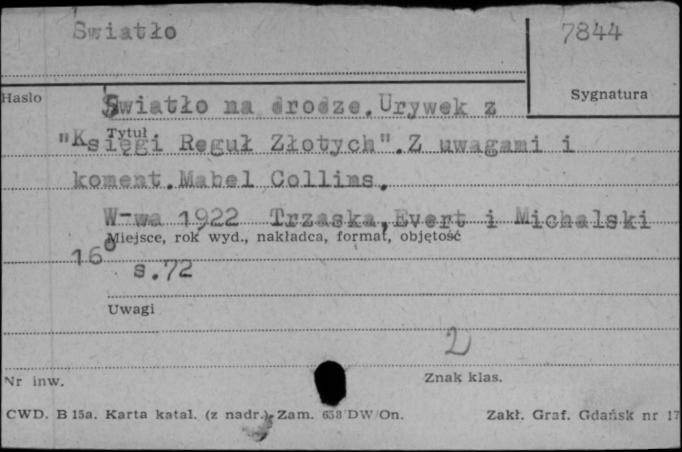 Swiatło
7844
Hasło
Sygnatura
Swiatło na drodze.Urywek z
Tytuł
"Księgi Reguł Złotych".Z uwagami i
koment.Mabel Collins.
W-wa 1922 Trzaska,Evert i Michalski
Miejsce, rok wyd., nakładca, format, objętość
16°
s.72
Uwagi
2
Nr inw.
Znak klas.
CWD. B 15a. Karta katal. (z nadr.) Zam. 658/DW/On.
Zakł. Graf. Gdańsk nr 17